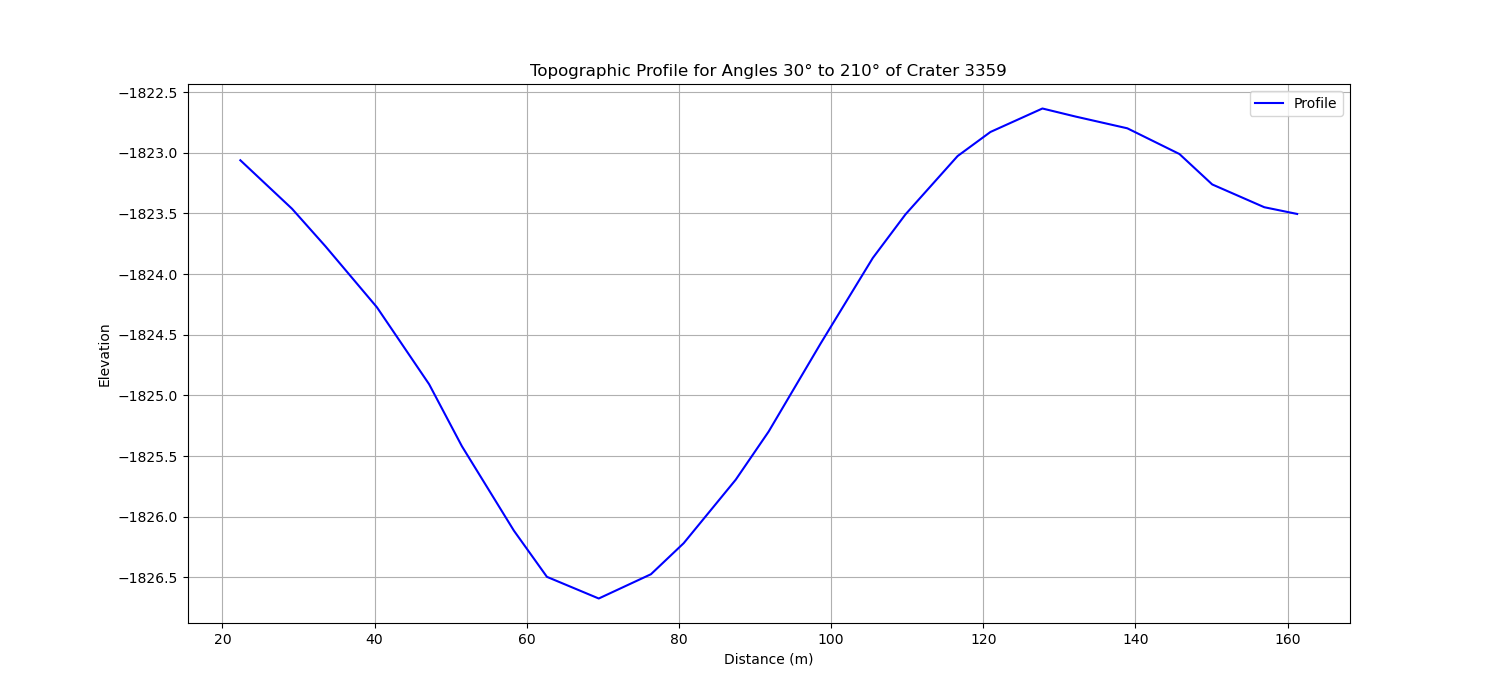 Topographic Profile for Angles 30° to 210° of Crater 3359
Profile
Elevation
−1822.5
−1823.0
−1823.5
−1824.0
−1824.5
−1825.0
−1825.5
−1826.0
−1826.5
20 40 60 80 100 120 140 160
Distance (m)